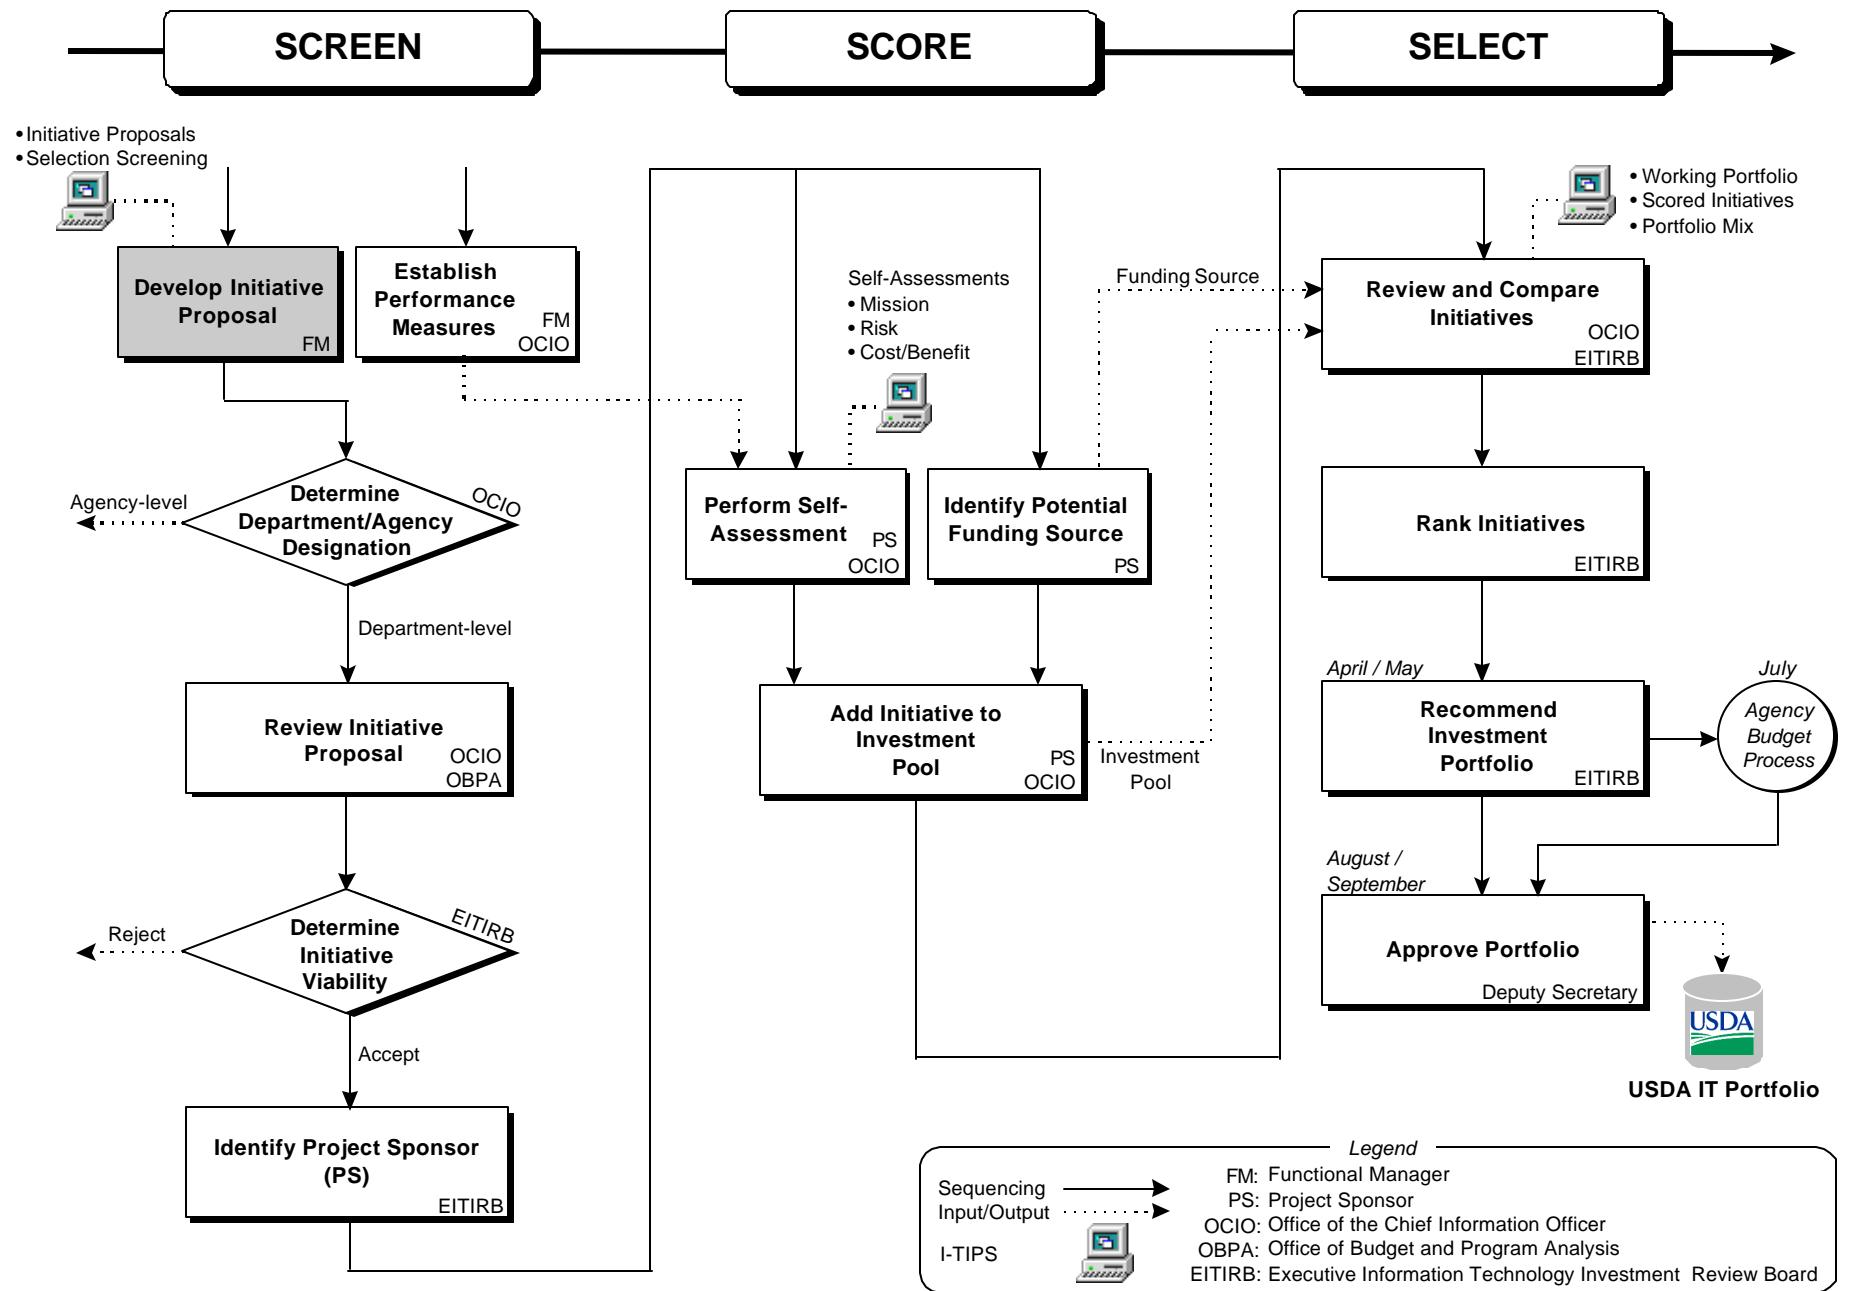 SCREEN
SCORE
SELECT
• Initiative Proposals
• Selection Screening
Develop Initiative
Proposal
FM
Establish
Performance
Measures
FM
OCIO
Agency-level
Determine
Department/Agency
Designation
OCIO
Department-level
Review Initiative
Proposal
OCIO
OBPA
Reject
Determine
Initiative
Viability
EITIRB
Accept
Identify Project Sponsor
(PS)
EITIRB
Self-Assessments
• Mission
• Risk
• Cost/Benefit
Perform Self-
Assessment
PS
OCIO
Identify Potential
Funding Source
PS
Add Initiative to
Investment
Pool
PS
OCIO
Funding Source
Investment
Pool
• Working Portfolio
• Scored Initiatives
• Portfolio Mix
Review and Compare
Initiatives
OCIO
EITIRB
Rank Initiatives
EITIRB
April / May
Recommend
Investment
Portfolio
EITIRB
July
Agency
Budget
Process
August /
September
Approve Portfolio
Deputy Secretary
USDA
USDA IT Portfolio
Legend
Sequencing
Input/Output
I-TIPS
FM: Functional Manager
PS: Project Sponsor
OCIO: Office of the Chief Information Officer
OBPA: Office of Budget and Program Analysis
EITIRB: Executive Information Technology Investment Review Board